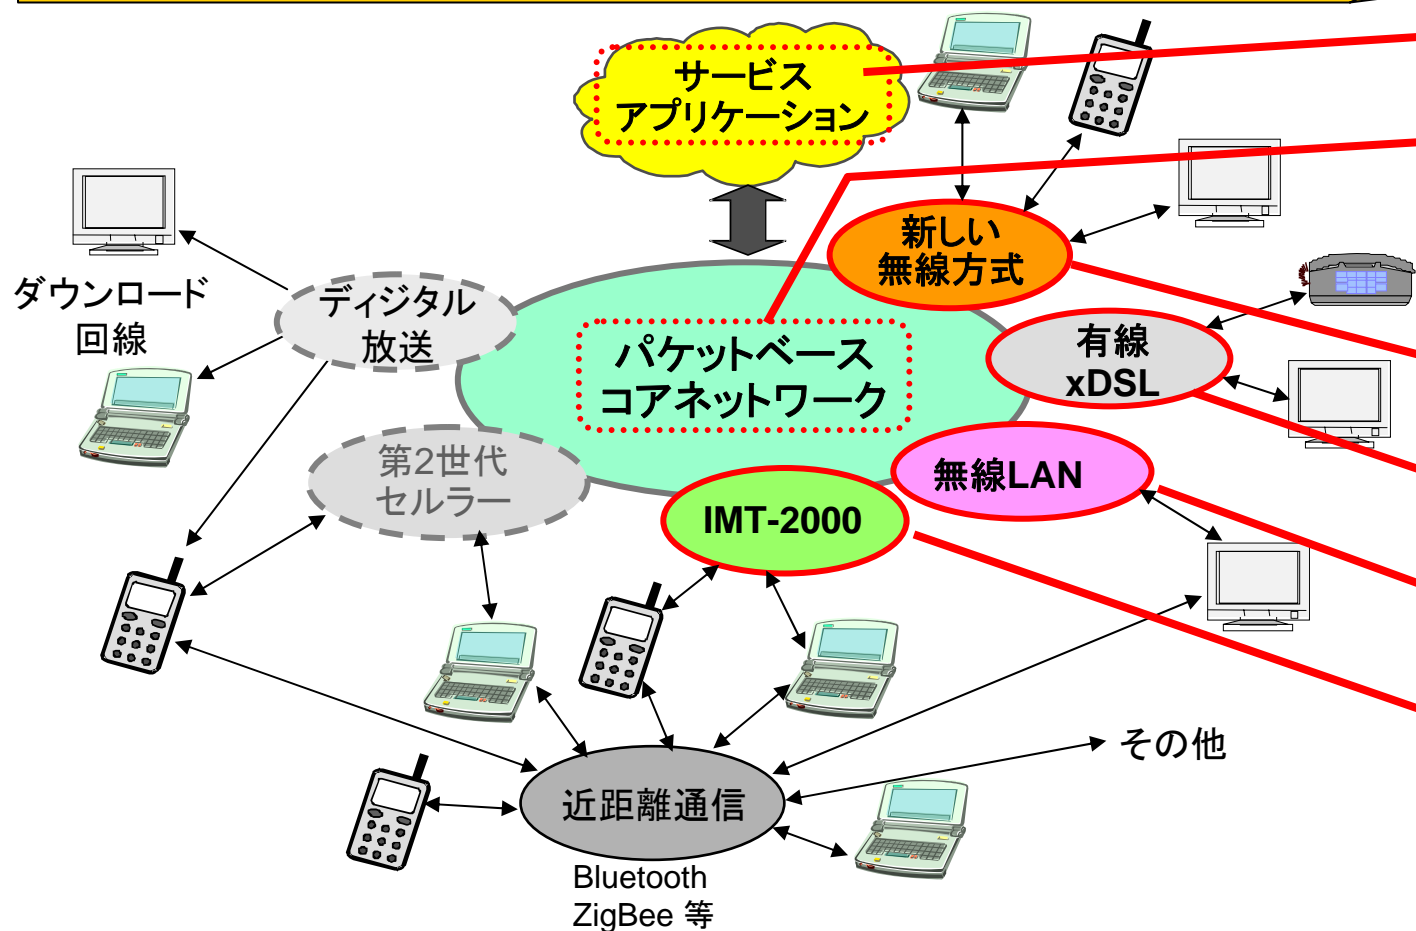 サービス
アプリケーション
新しい
無線方式
ダウンロード
回線
ディジタル
放送
パケットベース
コアネットワーク
有線
xDSL
第2世代
セルラー
無線LAN
IMT-2000
その他
近距離通信
Bluetooth
ZigBee 等